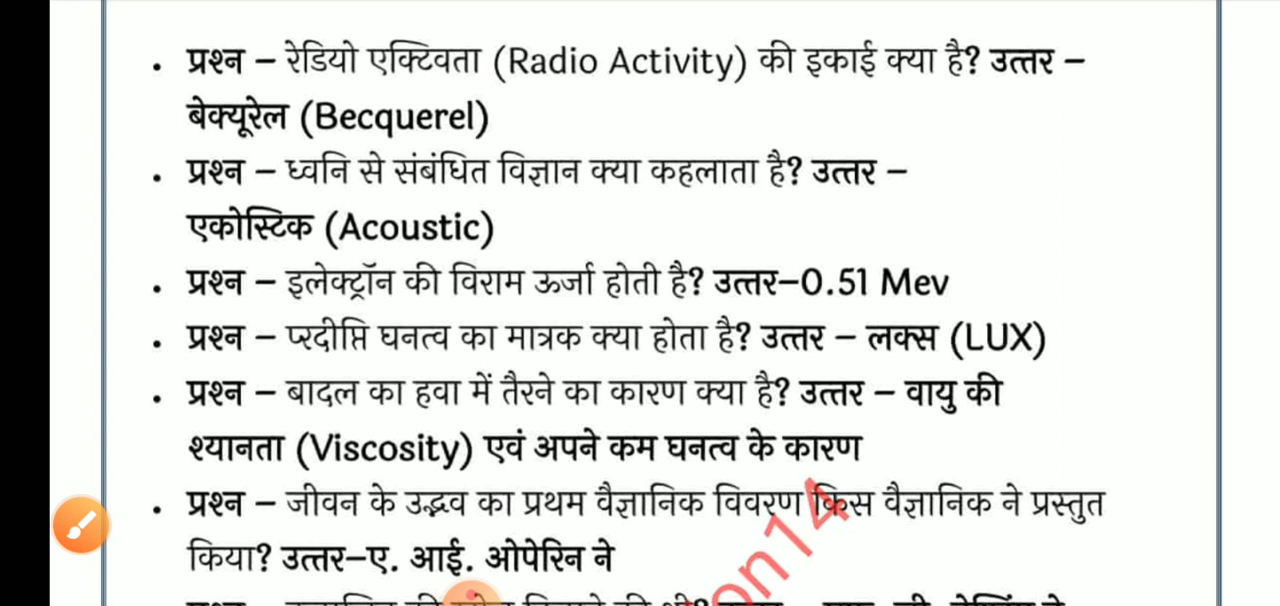 • प्रश्न – रेडियो एक्टिवता (Radio Activity) की इकाई क्या है? उत्तर –
बेक्यूरेल (Becquerel)
• प्रश्न – ध्वनि से संबंधित विज्ञान क्या कहलाता है? उत्तर –
एकोस्टिक (Acoustic)
• प्रश्न – इलेक्ट्रॉन की विराम ऊर्जा होती है? उत्तर–0.51 Mev
• प्रश्न – प्रदीप्ति घनत्व का मात्रक क्या होता है? उत्तर – लक्स (LUX)
• प्रश्न – बादल का हवा में तैरने का कारण क्या है? उत्तर – वायु की
श्यानता (Viscosity) एवं अपने कम घनत्व के कारण
• प्रश्न – जीवन के उद्भव का प्रथम वैज्ञानिक विवरण किस वैज्ञानिक ने प्रस्तुत
किया? उत्तर–ए. आई. ओपेरिन ने
on14